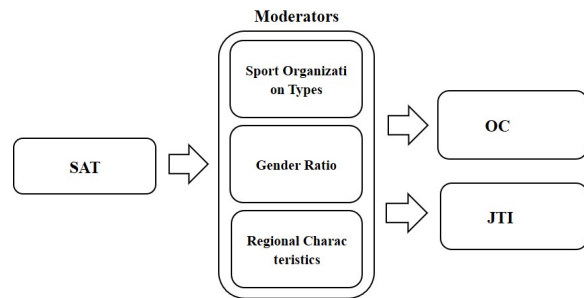 Moderators
Sport Organizati
on Types
SAT
Gender Ratio
Regional Charac
teristics
OC
JTI